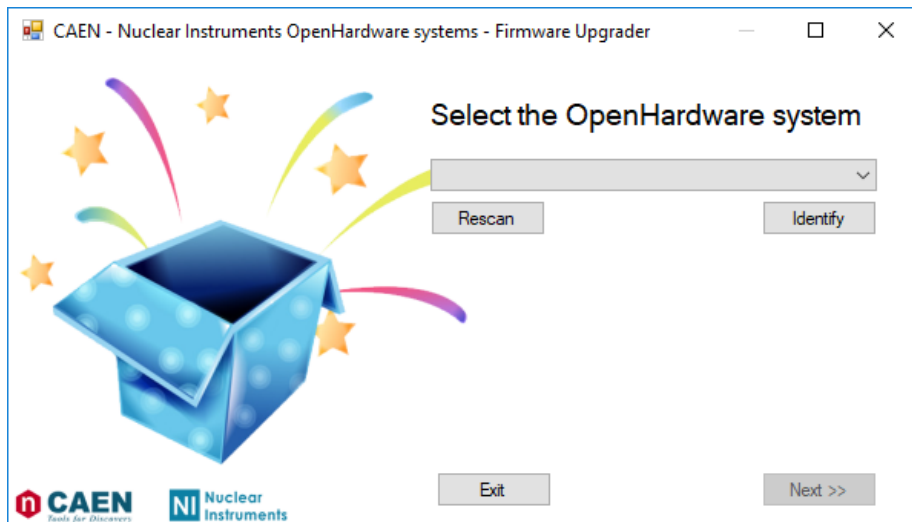 CAEN - Nuclear Instruments OpenHardware systems - Firmware Upgrader
Select the OpenHardware system
Rescan
Identify
Exit
Next >>
n CAEN
Tools for Discovery
NI Nuclear
Instruments